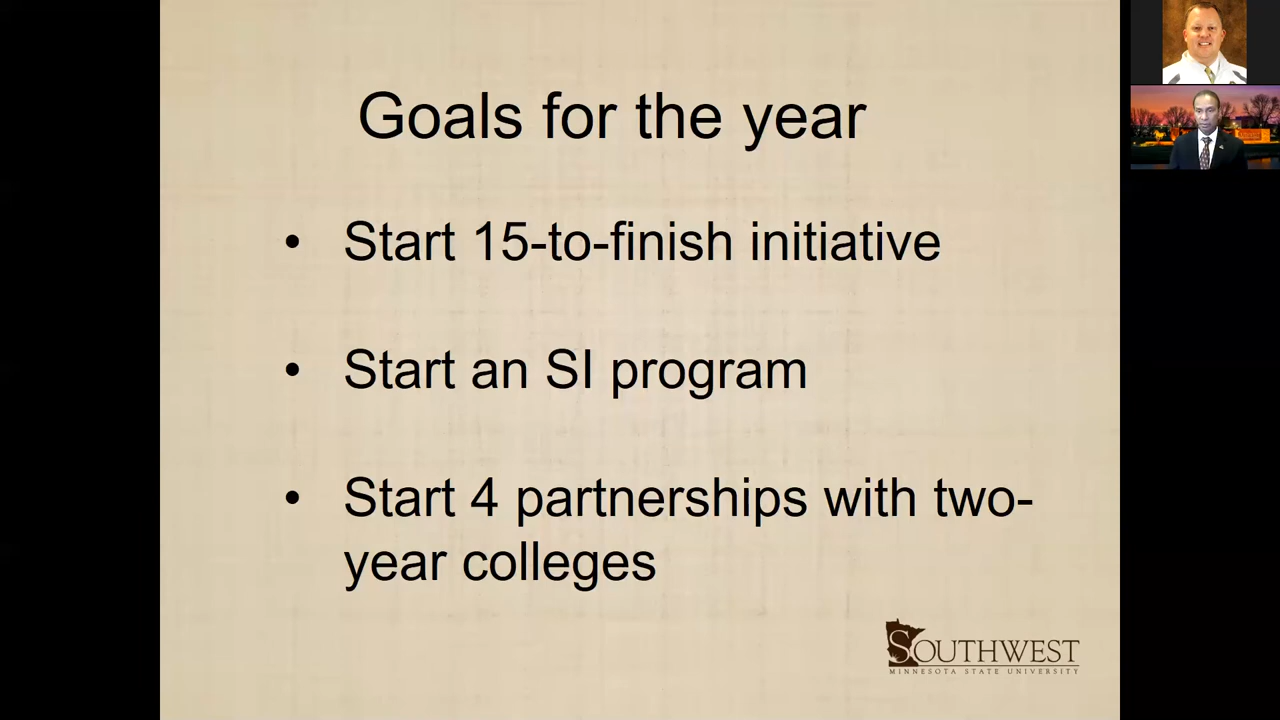 Goals for the year
• Start 15-to-finish initiative
• Start an SI program
• Start 4 partnerships with two-
year colleges
SOUTHWEST
MINNESOTA STATE UNIVERSITY